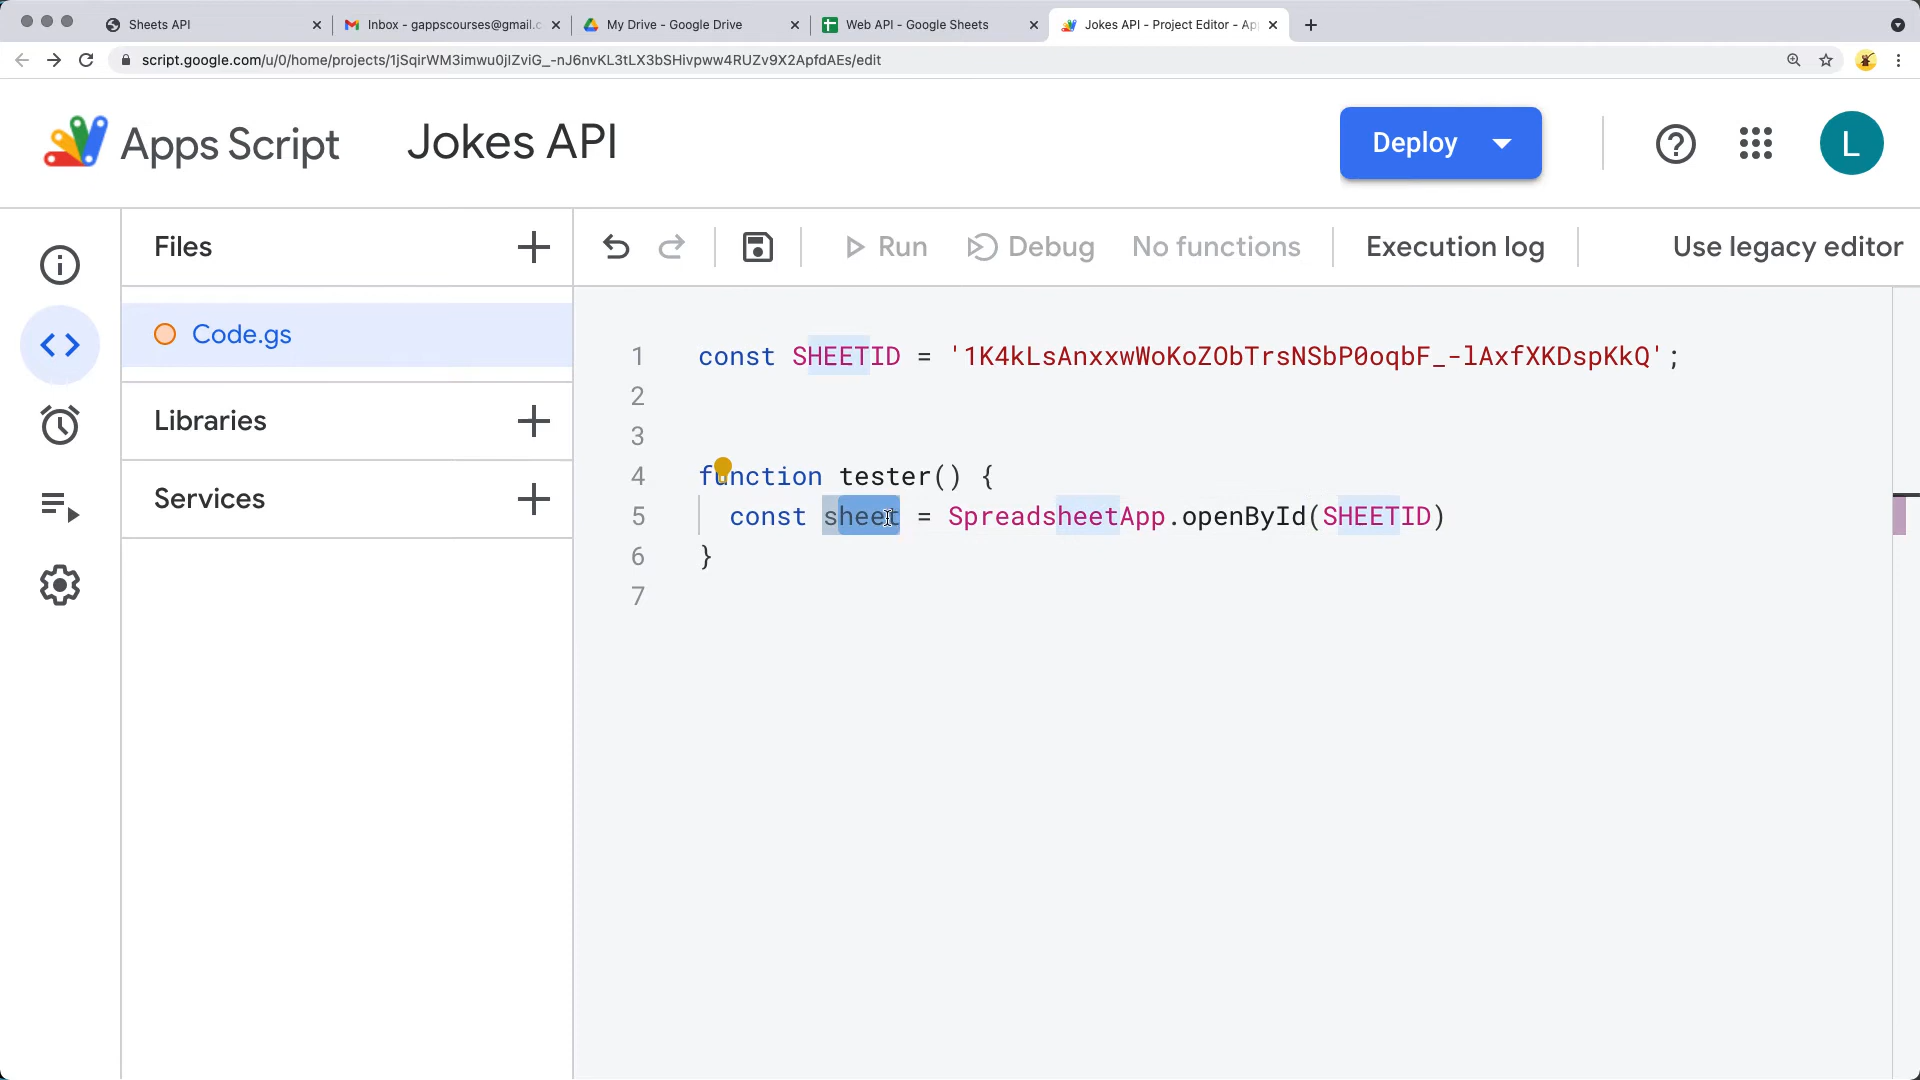 Sheets API
Inbox - gappscourses@gmail.c
My Drive - Google Drive
Web API - Google Sheets
Jokes API - Project Editor - Ap
script.google.com/u/0/home/projects/1jSqirWM3imwu0jIZviG_-nJ6nvKL3tLX3bSHivpww4RUZv9X2ApfdAEs/edit
Apps Script
Jokes API
Deploy
L
Files
Run
Debug
No functions
Execution log
Use legacy editor
Code.gs
Libraries
Services
1 const SHEETID = '1K4kLsAnxxwWoKoZObTrsNSbP0oqbF_-lAxfXKDspKkQ';
2
3
4 function tester() {
5 const sheet = SpreadsheetApp.openById(SHEETID)
6 }
7